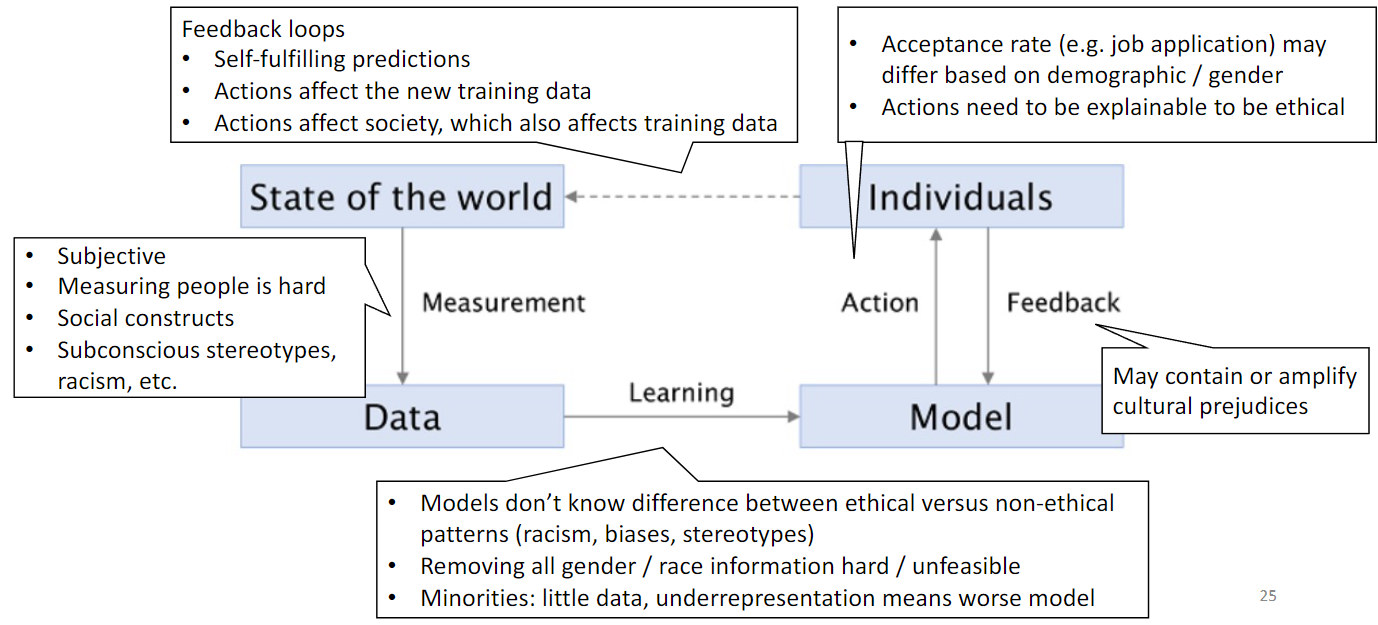 Feedback loops
• Self-fulfilling predictions
• Actions affect the new training data
• Actions affect society, which also affects training data
• Acceptance rate (e.g. job application) may
differ based on demographic / gender
• Actions need to be explainable to be ethical
State of the world
Individuals
• Subjective
• Measuring people is hard
• Social constructs
• Subconscious stereotypes,
racism, etc.
Measurement
Action
Feedback
May contain or amplify
cultural prejudices
Data
Learning
Model
• Models don’t know difference between ethical versus non-ethical
patterns (racism, biases, stereotypes)
• Removing all gender / race information hard / unfeasible
• Minorities: little data, underrepresentation means worse model
25